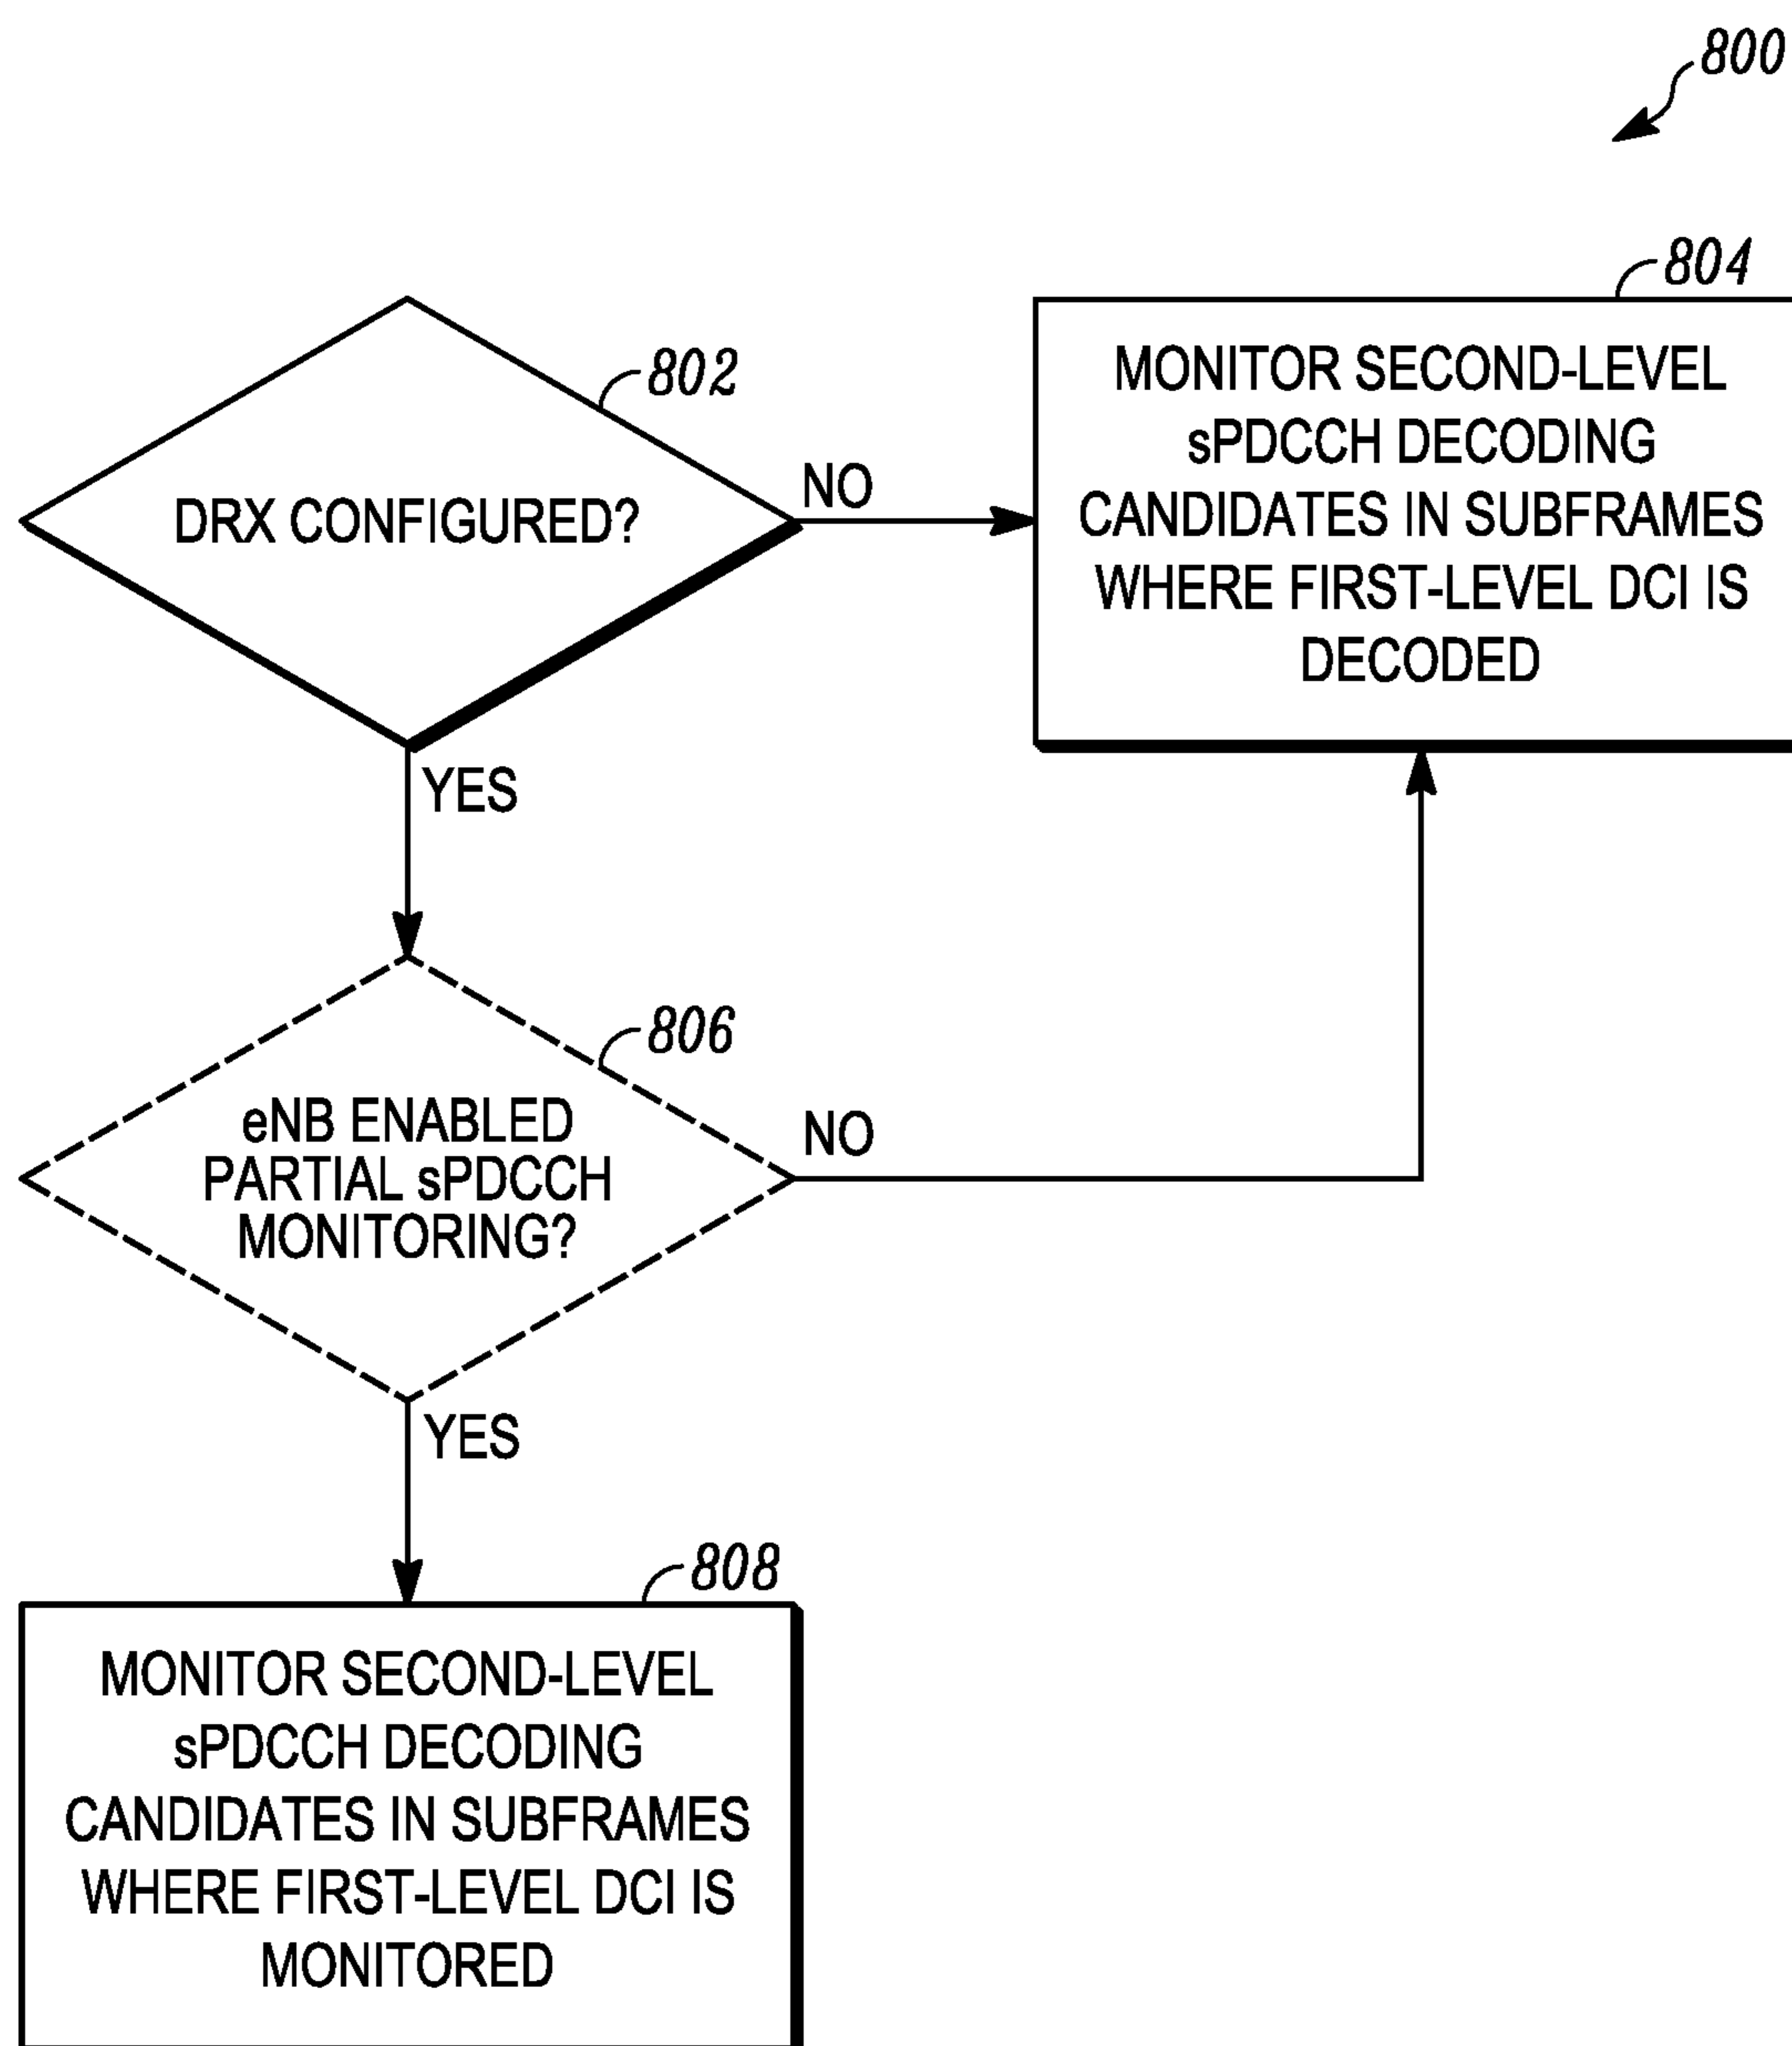 800
802
DRX CONFIGURED?
NO
804
MONITOR SECOND-LEVEL
sPDCCH DECODING
CANDIDATES IN SUBFRAMES
WHERE FIRST-LEVEL DCI IS
DECODED
YES
806
eNB ENABLED
PARTIAL sPDCCH
MONITORING?
NO
YES
808
MONITOR SECOND-LEVEL
sPDCCH DECODING
CANDIDATES IN SUBFRAMES
WHERE FIRST-LEVEL DCI IS
MONITORED